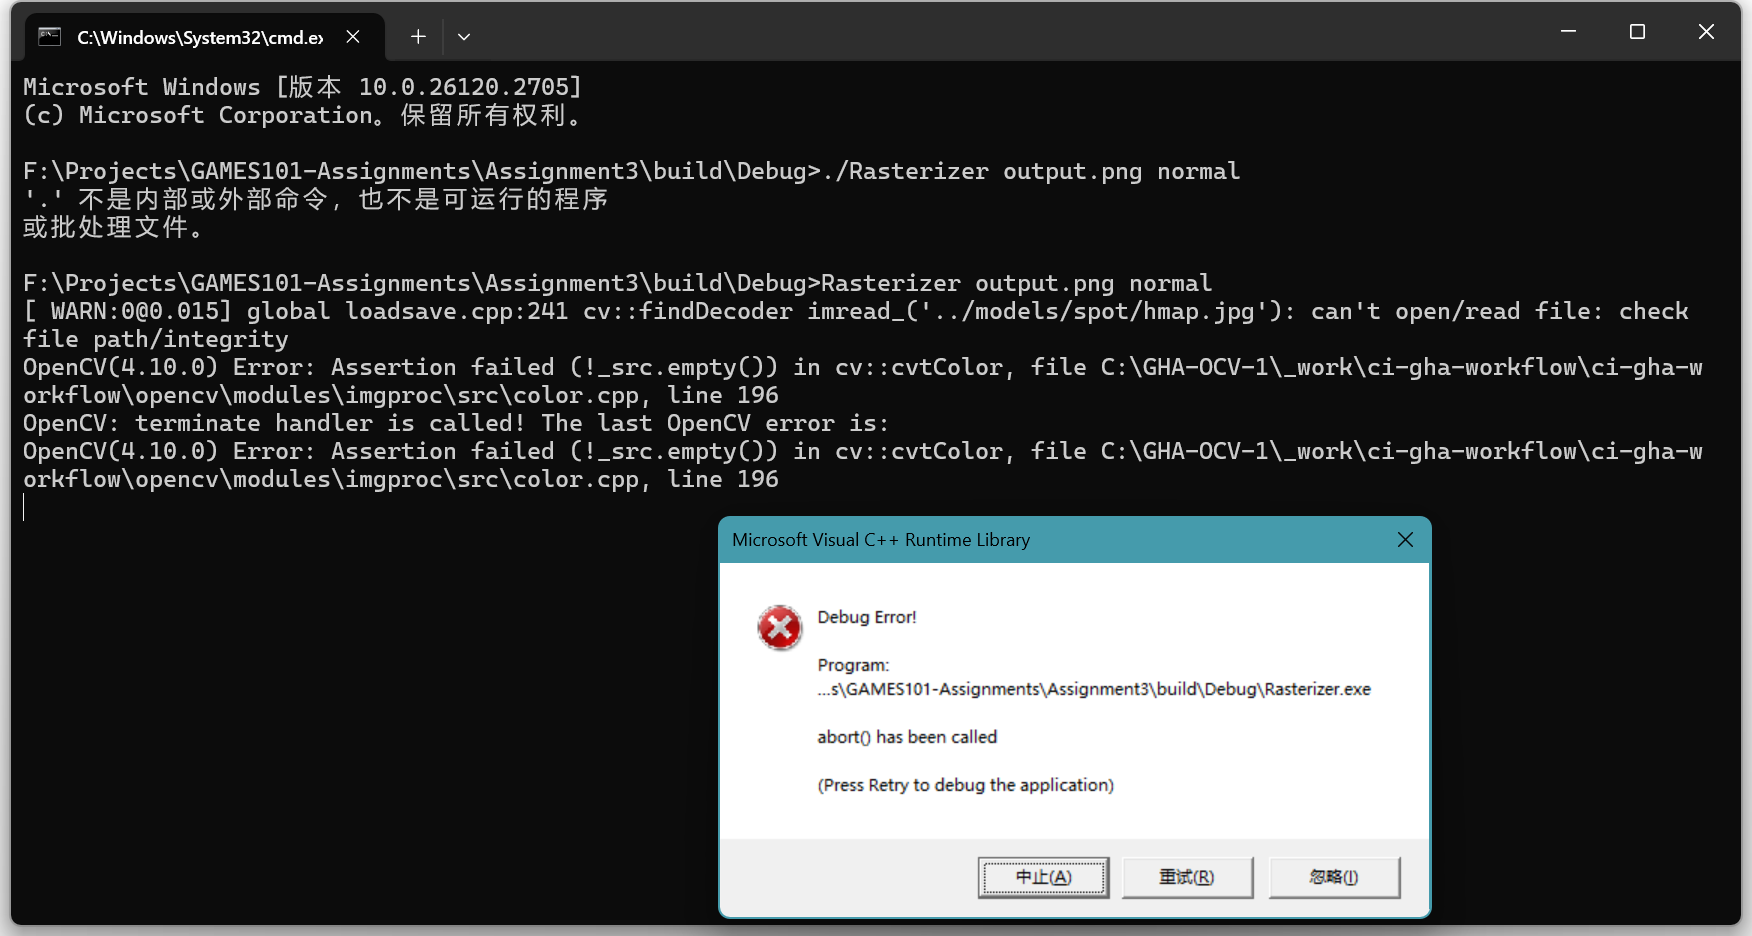 C:\Windows\System32\cmd.ex
Microsoft Windows [版本 10.0.26120.2705]
(c) Microsoft Corporation。保留所有权利。
F:\Projects\GAMES101-Assignments\Assignment3\build\Debug>./Rasterizer output.png normal
'.' 不是内部或外部命令，也不是可运行的程序
或批处理文件。
F:\Projects\GAMES101-Assignments\Assignment3\build\Debug>Rasterizer output.png normal
[ WARN:0@0.015] global loadsave.cpp:241 cv::findDecoder imread_('../models/spot/hmap.jpg'): can't open/read file: check
file path/integrity
OpenCV(4.10.0) Error: Assertion failed (!_src.empty()) in cv::cvtColor, file C:\GHA-OCV-1\_work\ci-gha-workflow\ci-gha-w
orkflow\opencv\modules\imgproc\src\color.cpp, line 196
OpenCV: terminate handler is called! The last OpenCV error is:
OpenCV(4.10.0) Error: Assertion failed (!_src.empty()) in cv::cvtColor, file C:\GHA-OCV-1\_work\ci-gha-workflow\ci-gha-w
orkflow\opencv\modules\imgproc\src\color.cpp, line 196
Microsoft Visual C++ Runtime Library
Debug Error!
Program:
...s\GAMES101-Assignments\Assignment3\build\Debug\Rasterizer.exe
abort() has been called
(Press Retry to debug the application)
中止(A) 重试(R) 忽略(I)